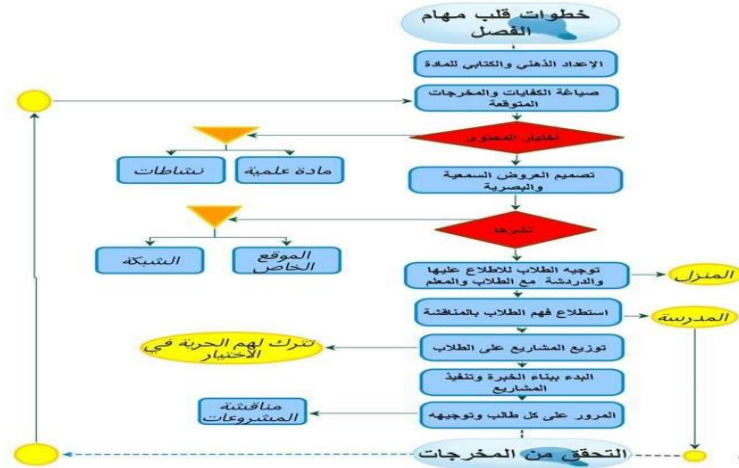 خطوات قلب مهام
الفصل
الإعداد الذهني والكتابي للمادة
صياغة الكفايات والمخرجات
المتوقعة
اختيار المحتوى
مادة علمية
نشاطات
تصميم العروض السمعية
والبصرية
نشرها
الموقع
الخاص
الشبكة
توجيه الطلاب للاطلاع عليها
والدردشة مع الطلاب والمعلم
المنزل
استطلاع فهم الطلاب بالمناقشة
المدرسة
توزيع المشاريع على الطلاب
تترك لهم الحرية في
الاختيار
البدء ببناء الخبرة وتنفيذ
المشاريع
المرور على كل طالب وتوجيهه
مناقشة
المشروعات
التحقق من المخرجات